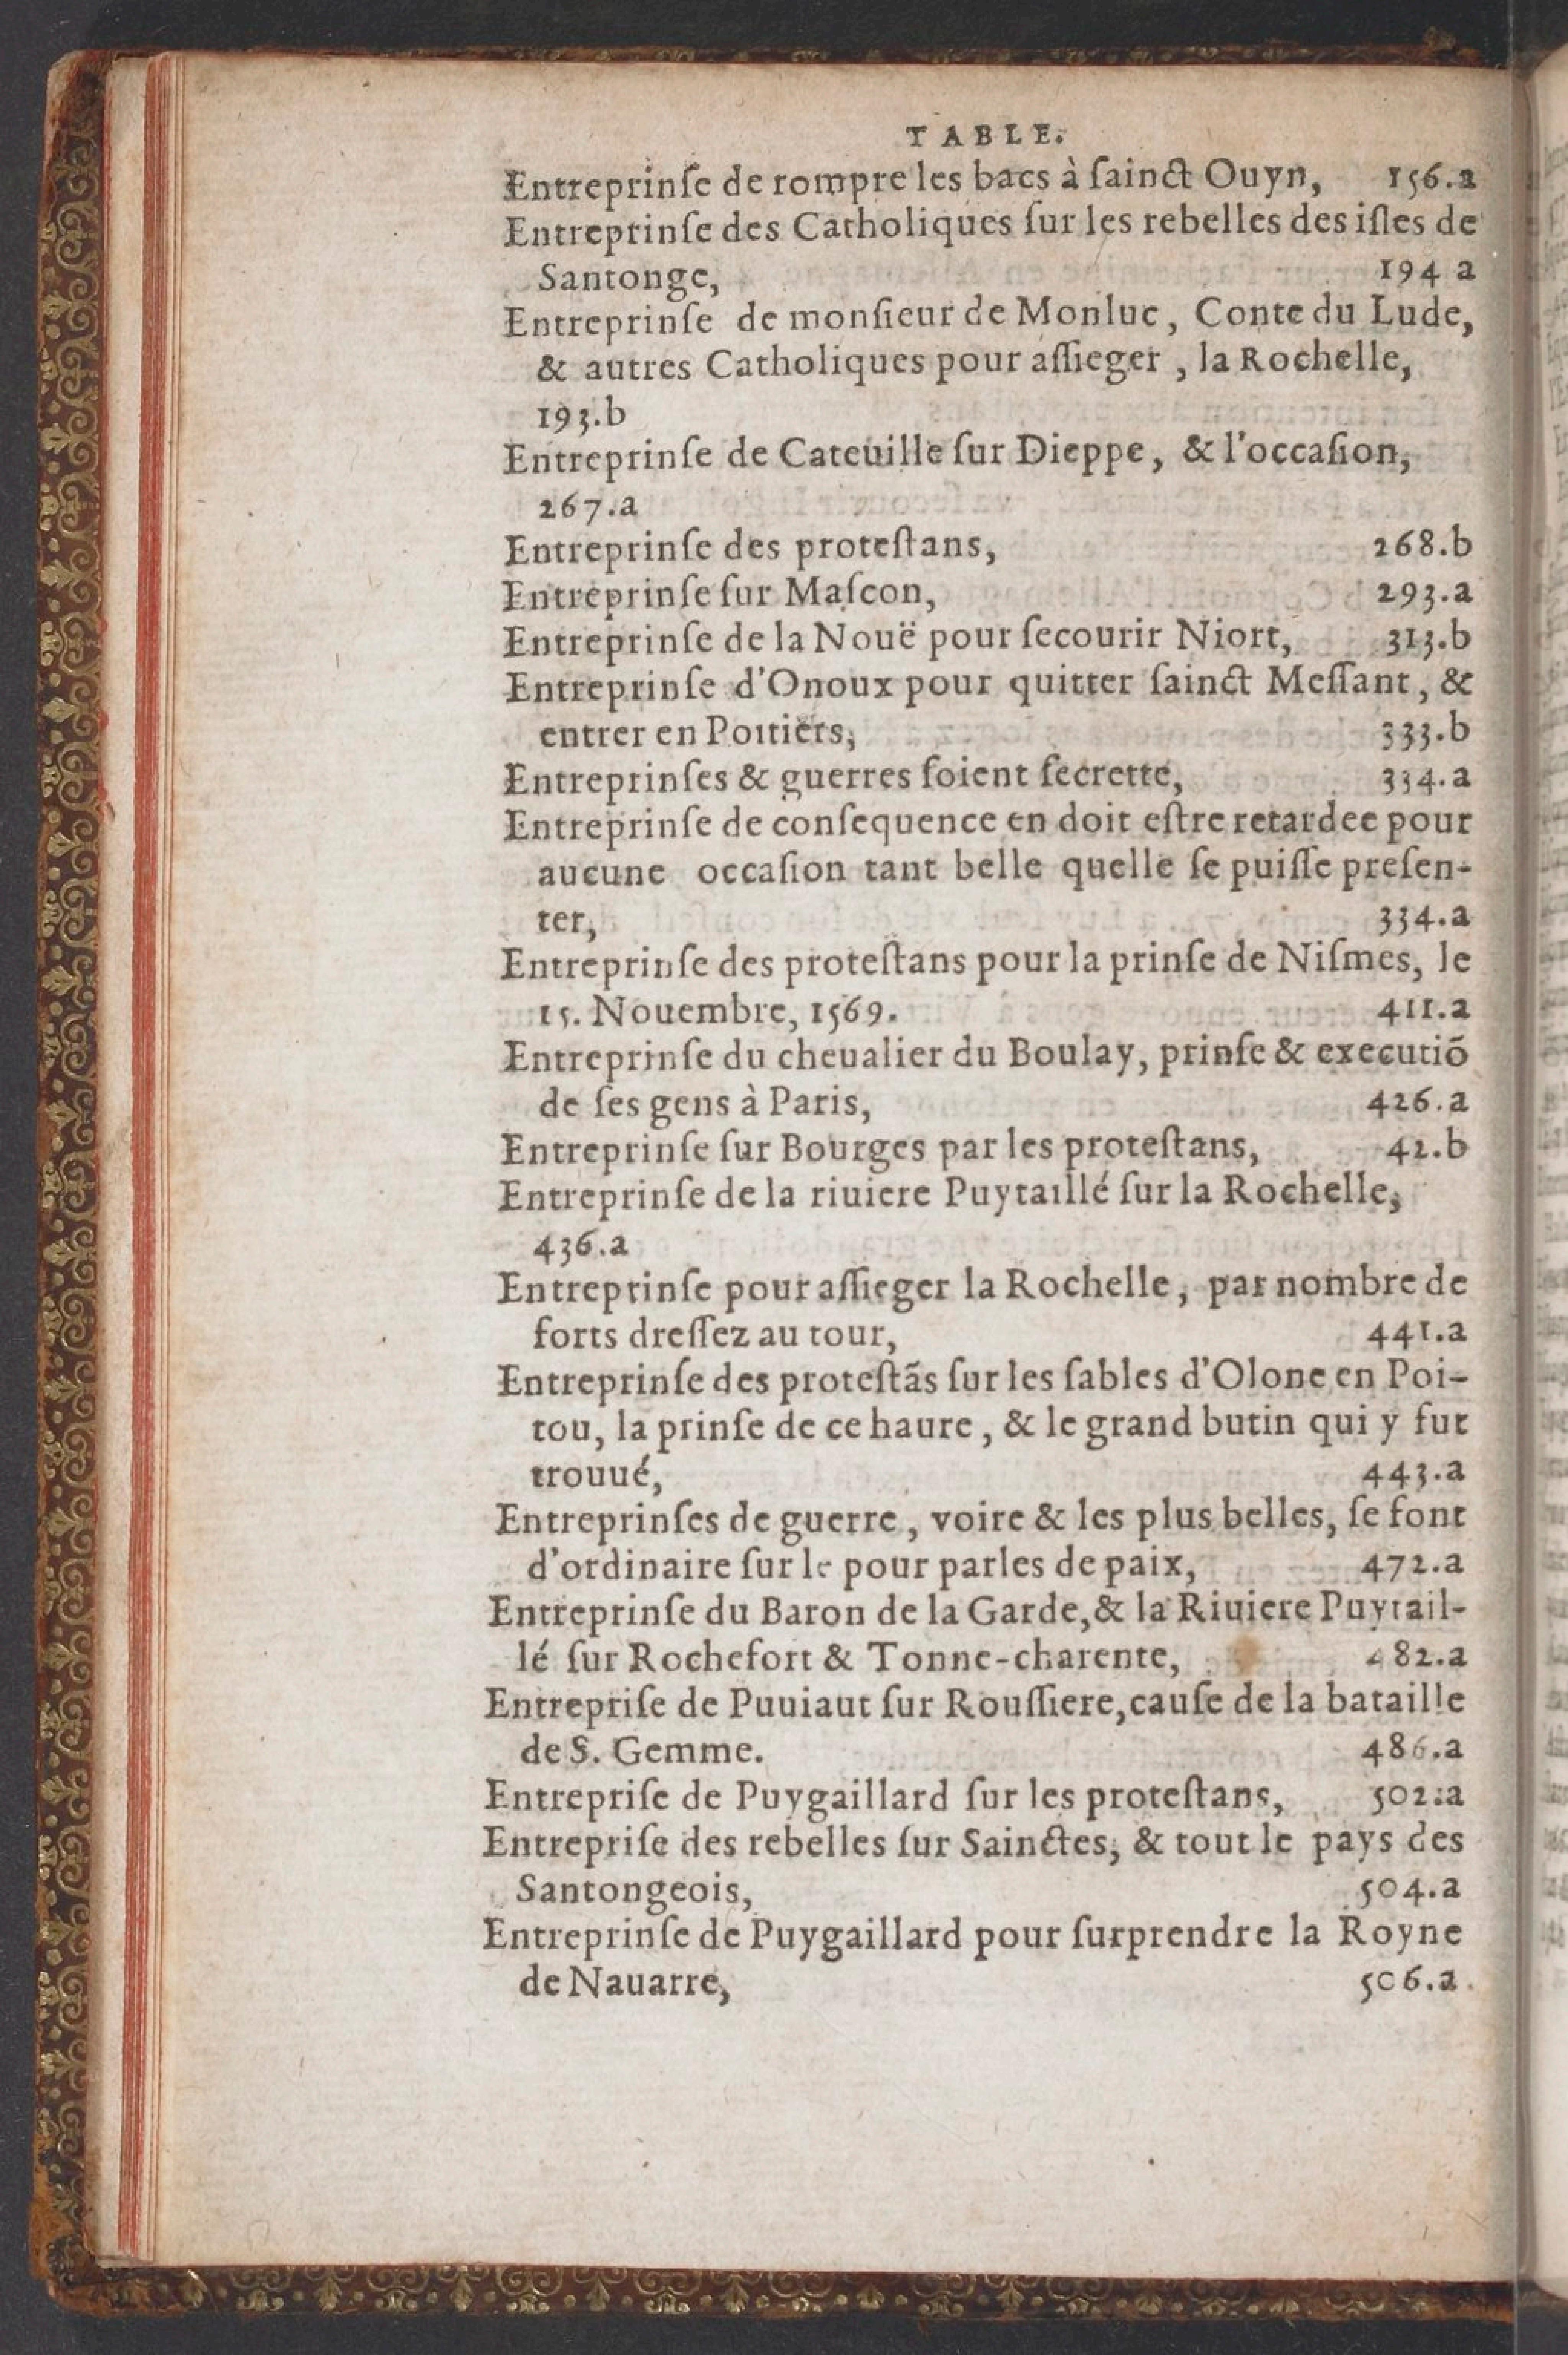 TABLE.
Entreprinſe de rompre les bacs à ſainct Ouyn, 156.a
Entreprinſe des Catholiques ſur les rebelles des iſles de
Santonge, 194 a
Entreprinſe de monſieur de Monluc, Conte du Lude,
& autres Catholiques pour aſſieger, la Rochelle,
193.b
Entreprinſe de Cateuille ſur Dieppe, & l'occaſion,
267.a
Entreprinſe des proteſtans, 268.b
Entreprinſe ſur Maſcon, 293.a
Entreprinſe de la Nouë pour ſecourir Niort, 313.b
Entreprinſe d'Onoux pour quitter ſainct Meſſant, &
entrer en Poitiers, 333.b
Entreprinſes & guerres ſoient ſecrette, 334.a
Entreprinſe de conſequence en doit eſtre retardee pour
aucune occaſion tant belle quelle ſe puiſſe preſen-
ter, 334.a
Entreprinſe des proteſtans pour la prinſe de Niſmes, le
15. Nouembre, 1569. 411.a
Entreprinſe du cheualier du Boulay, prinſe & executiō
de ſes gens à Paris, 426.a
Entreprinſe ſur Bourges par les proteſtans, 42.b
Entreprinſe de la riuiere Puytaillé ſur la Rochelle,
436.a
Entreprinſe pour aſſieger la Rochelle, par nombre de
forts dreſſez au tour, 441.a
Entreprinſe des proteſtãs ſur les ſables d'Olone en Poi-
tou, la prinſe de ce haure, & le grand butin qui y fut
trouué, 443.a
Entreprinſes de guerre, voire & les plus belles, ſe font
d'ordinaire ſur le pour parles de paix, 472.a
Entreprinſe du Baron de la Garde,& la Riuiere Puytail-
lé ſur Rochefort & Tonne-charente, 482.a
Entrepriſe de Puuiaut ſur Rouſſiere,cauſe de la bataille
de S. Gemme. 486.a
Entrepriſe de Puygaillard ſur les proteſtans, 502.a
Entrepriſe des rebelles ſur Sainctes, & tout le pays des
Santongeois, 504.a
Entreprinſe de Puygaillard pour ſurprendre la Royne
de Nauarre, 506.a.